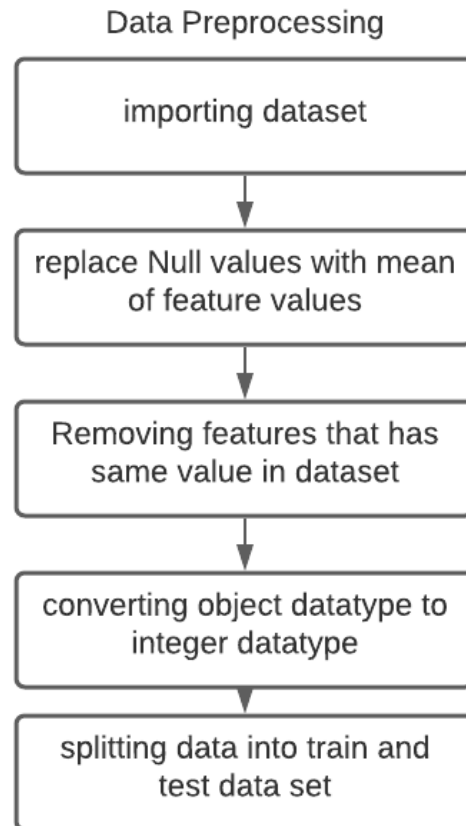 Data Preprocessing
importing dataset
replace Null values with mean
of feature values
Removing features that has
same value in dataset
converting object datatype to
integer datatype
splitting data into train and
test data set